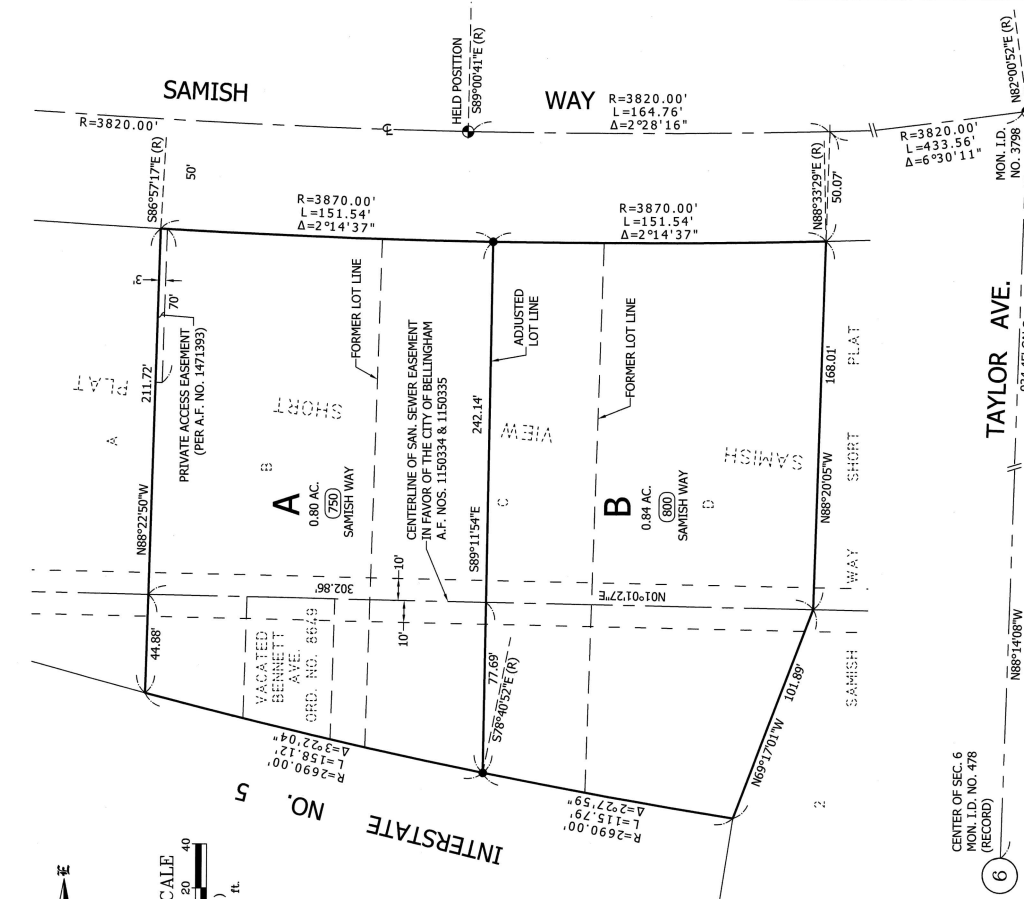 SAMISH
WAY
HELD POSITION
S89°00'41"E (R)
R=3820.00'
R=3820.00'
L=164.76'
Δ=2°28'16"
℄
R=3820.00'
L=433.56'
Δ=6°30'11"
MON. I.D.
NO. 3798
N82°00'52"E (R)
S86°57'17"E (R)
50'
R=3870.00'
L=151.54'
Δ=2°14'37"
R=3870.00'
L=151.54'
Δ=2°14'37"
N88°33'29"E (R)
50.07'
3'
70'
PRIVATE ACCESS EASEMENT
(PER A.F. NO. 1471393)
211.72'
N88°22'50"W
44.88'
PLAT
A
FORMER LOT LINE
SHORT
B
A
0.80 AC.
750
SAMISH WAY
CENTERLINE OF SAN. SEWER EASEMENT
IN FAVOR OF THE CITY OF BELLINGHAM
A.F. NOS. 1150334 & 1150335
ADJUSTED
LOT LINE
242.14'
S89°11'54"E
VIEW
C
FORMER LOT LINE
B
0.84 AC.
800
SAMISH WAY
SAMISH
D
168.01'
N88°20'05"W
PLAT
SHORT
WAY
SAMISH
2
TAYLOR AVE.
N88°14'08"W
302.86'
10'
10'
N01°01'27"E
VACATED
BENNETT
AVE.
ORD. NO. 8649
77.69'
S78°40'52"E (R)
101.89'
N69°17'01"W
R=2690.00'
L=158.12'
Δ=3°22'04"
R=2690.00'
L=115.79'
Δ=2°27'59"
INTERSTATE NO. 5
CENTER OF SEC. 6
MON. I.D. NO. 478
(RECORD)
6
CALE
20
40
ft.